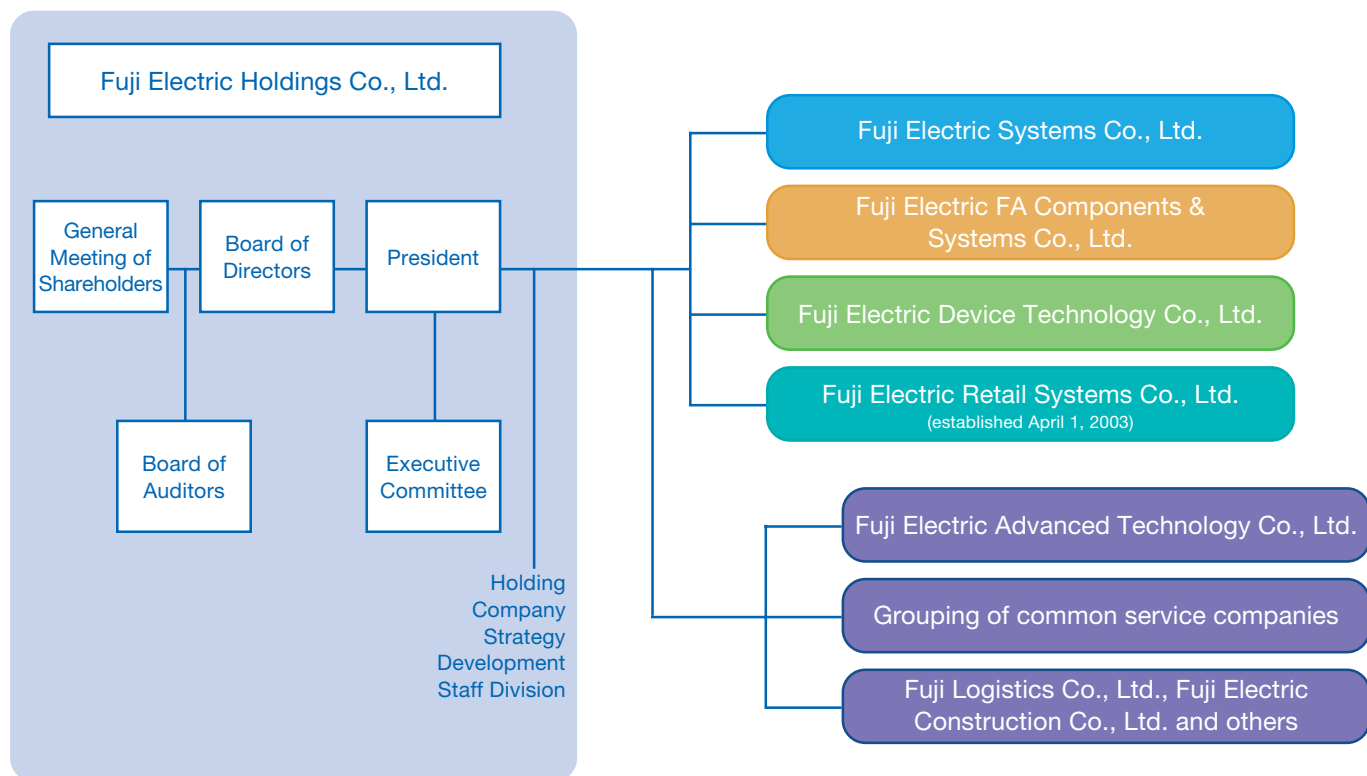 Fuji Electric Holdings Co., Ltd.
General
Meeting of
Shareholders
Board of
Directors
President
Board of
Auditors
Executive
Committee
Holding
Company
Strategy
Development
Staff Division
Fuji Electric Systems Co., Ltd.
Fuji Electric FA Components &
Systems Co., Ltd.
Fuji Electric Device Technology Co., Ltd.
Fuji Electric Retail Systems Co., Ltd.
(established April 1, 2003)
Fuji Electric Advanced Technology Co., Ltd.
Grouping of common service companies
Fuji Logistics Co., Ltd., Fuji Electric
Construction Co., Ltd. and others